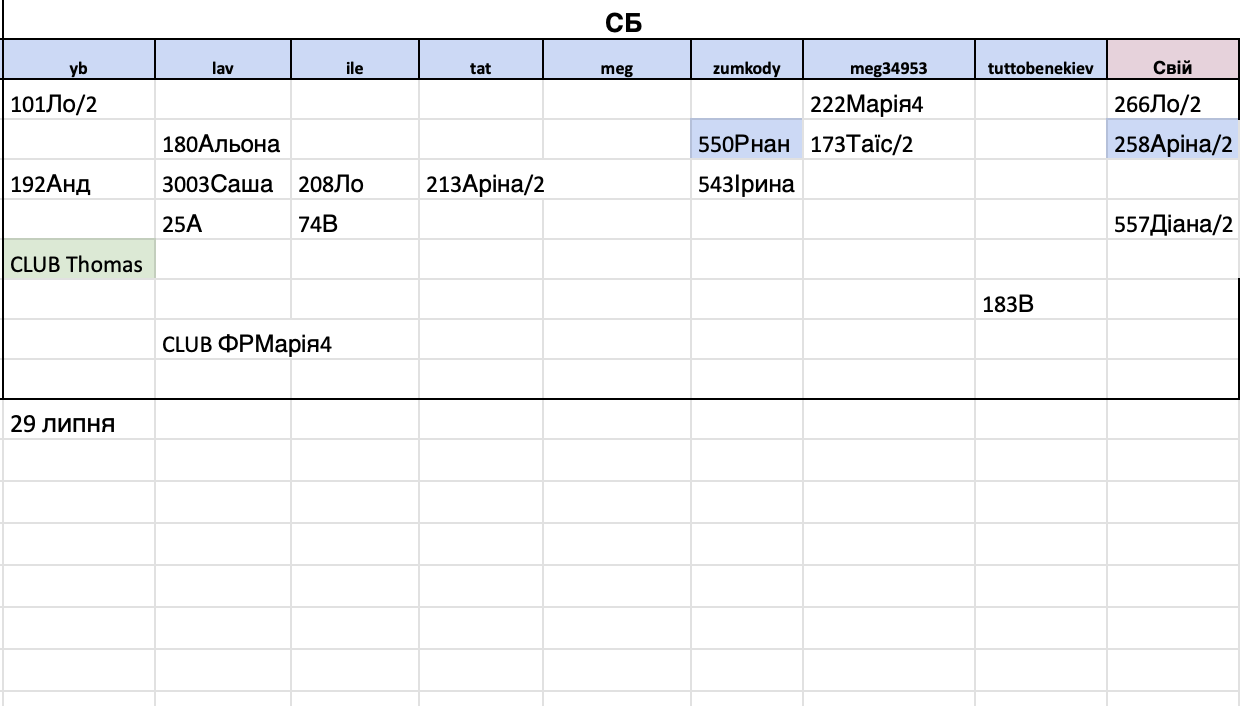 СБ
yb lav ile tat meg zumkody meg34953 tuttobenekiev Свій
101Ло/2 222Марія4 266Ло/2
180Альона 550Рнан 173Таїс/2 258Аріна/2
192Анд 3003Саша 208Ло 213Аріна/2 543Ірина
25А 74В 557Діана/2
CLUB Thomas
183В
CLUB ФРМарія4
29 липня